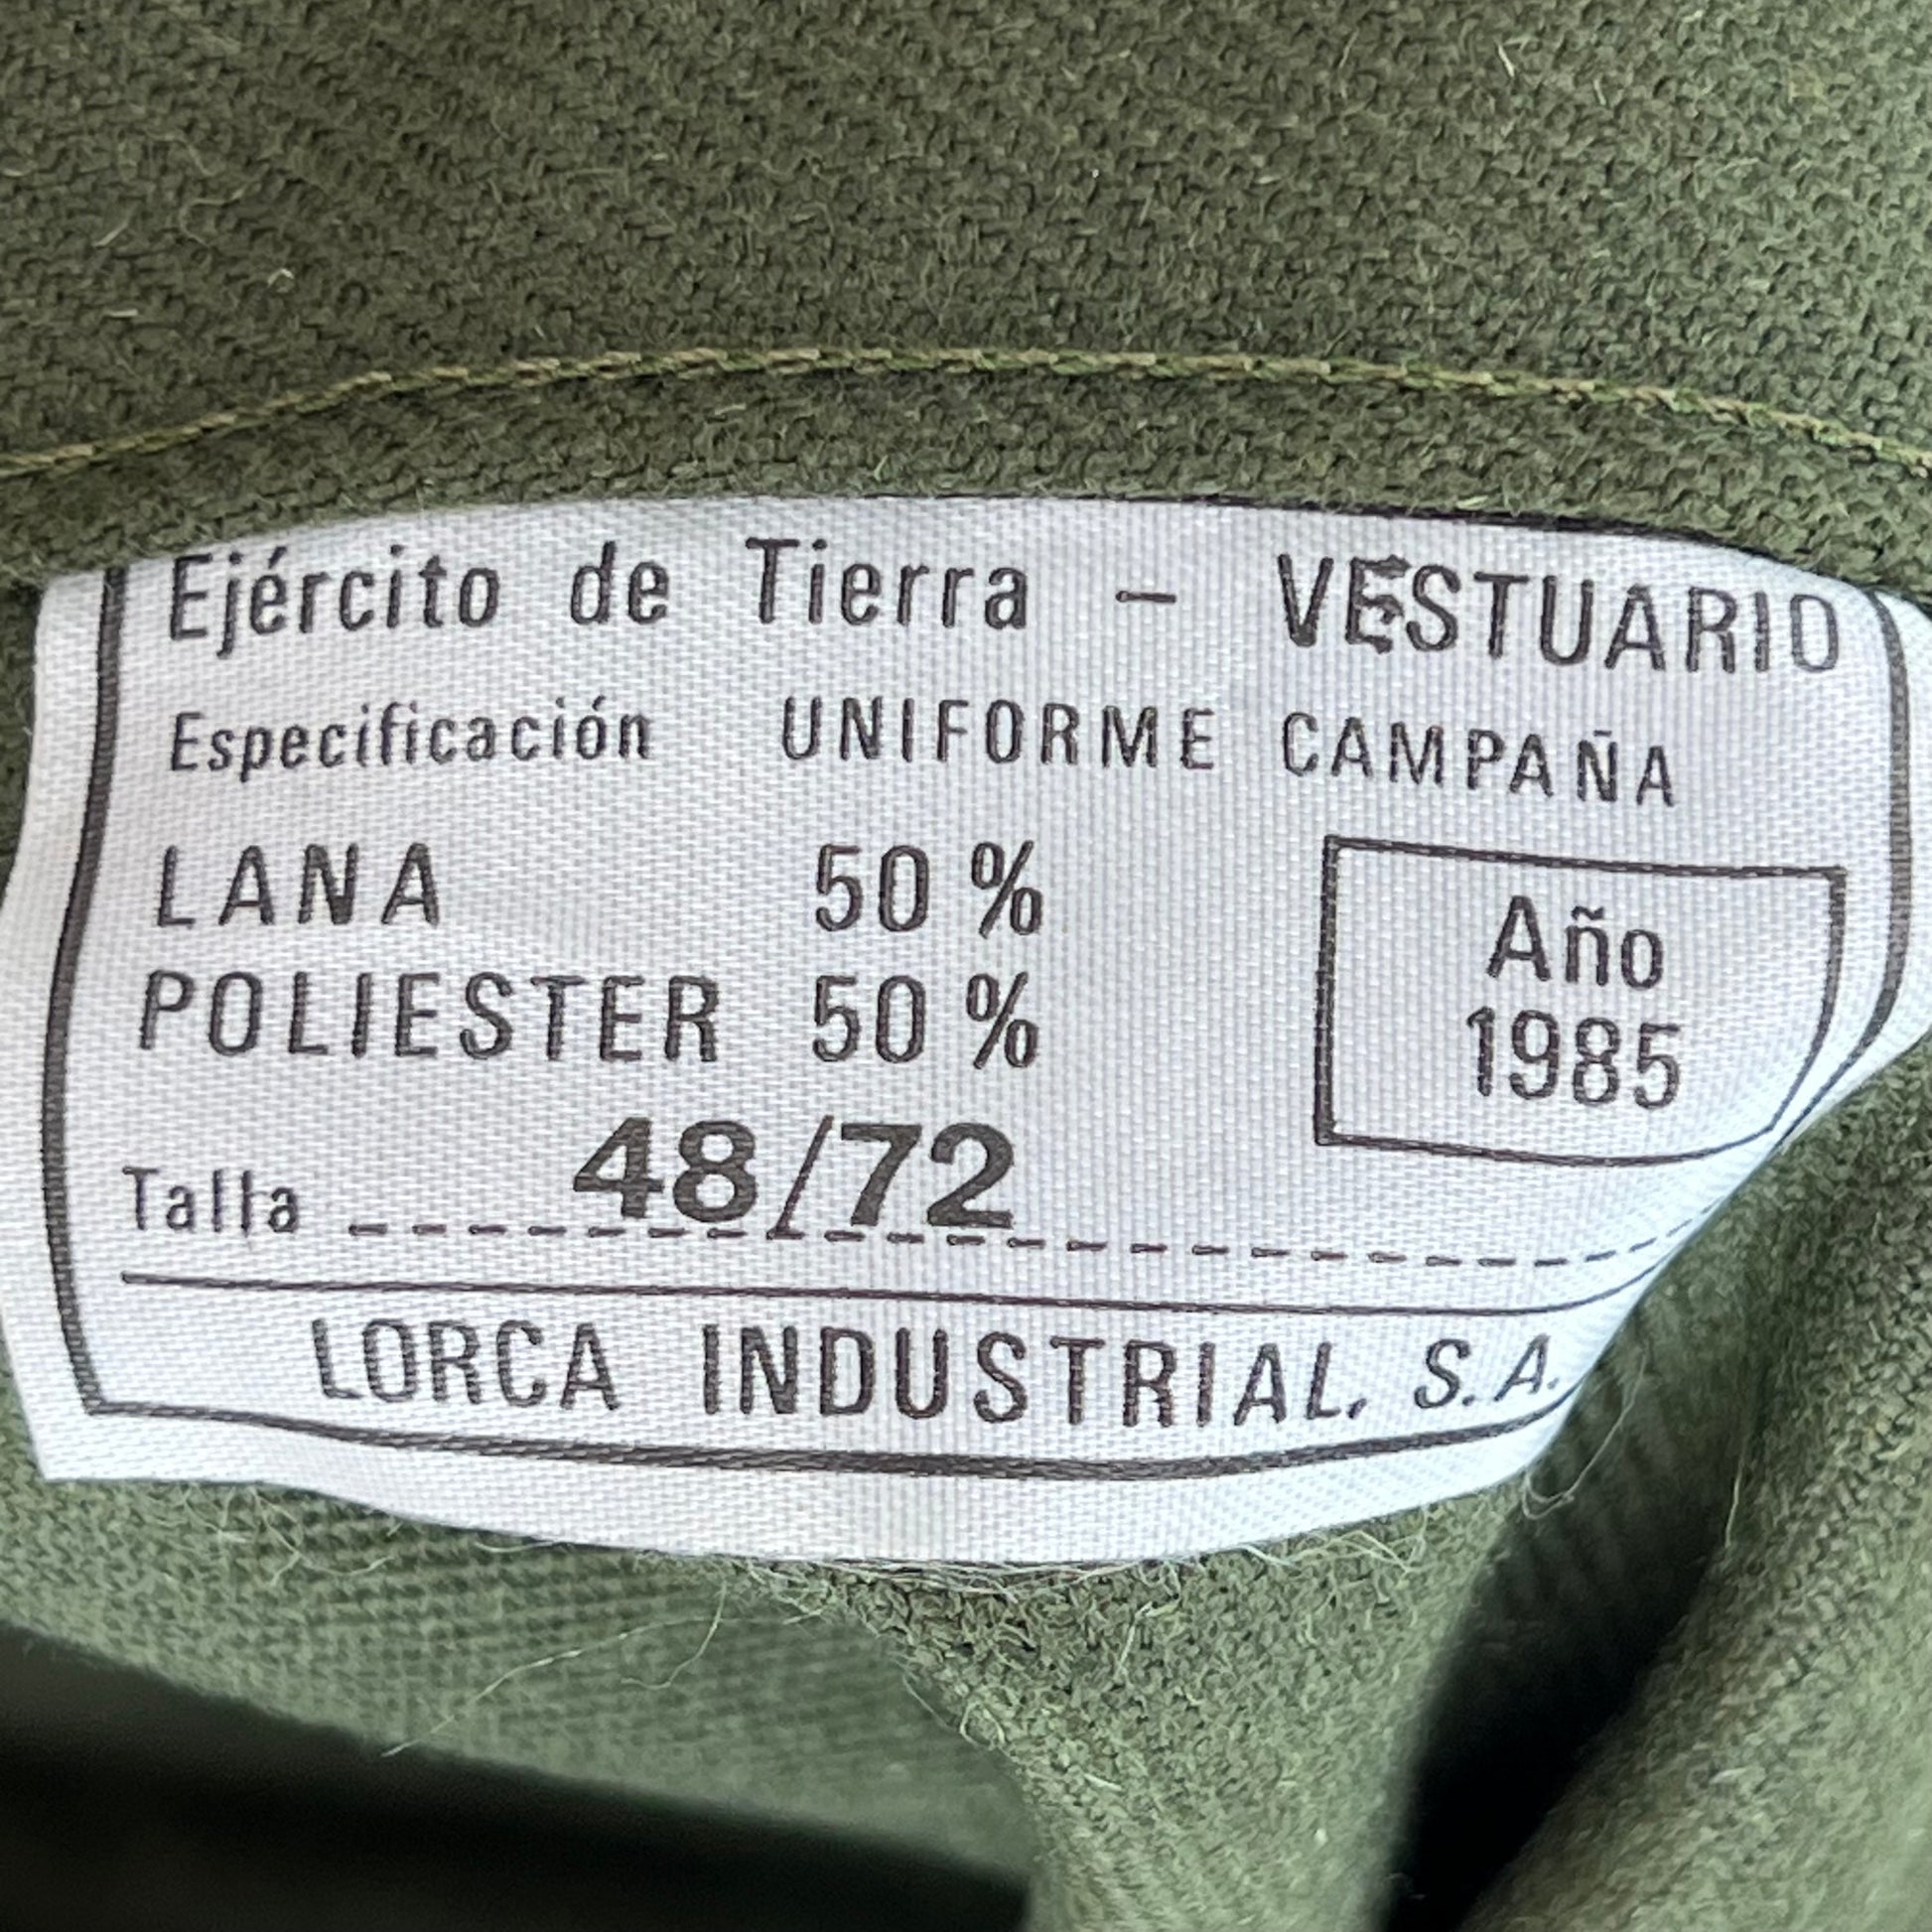 Ejército de Tierra - VESTUARIO
Especificación UNIFORME CAMPAÑA
LANA 50 %
POLIESTER 50 %
Año
1985
Talla 48/72
LORCA INDUSTRIAL, S.A.